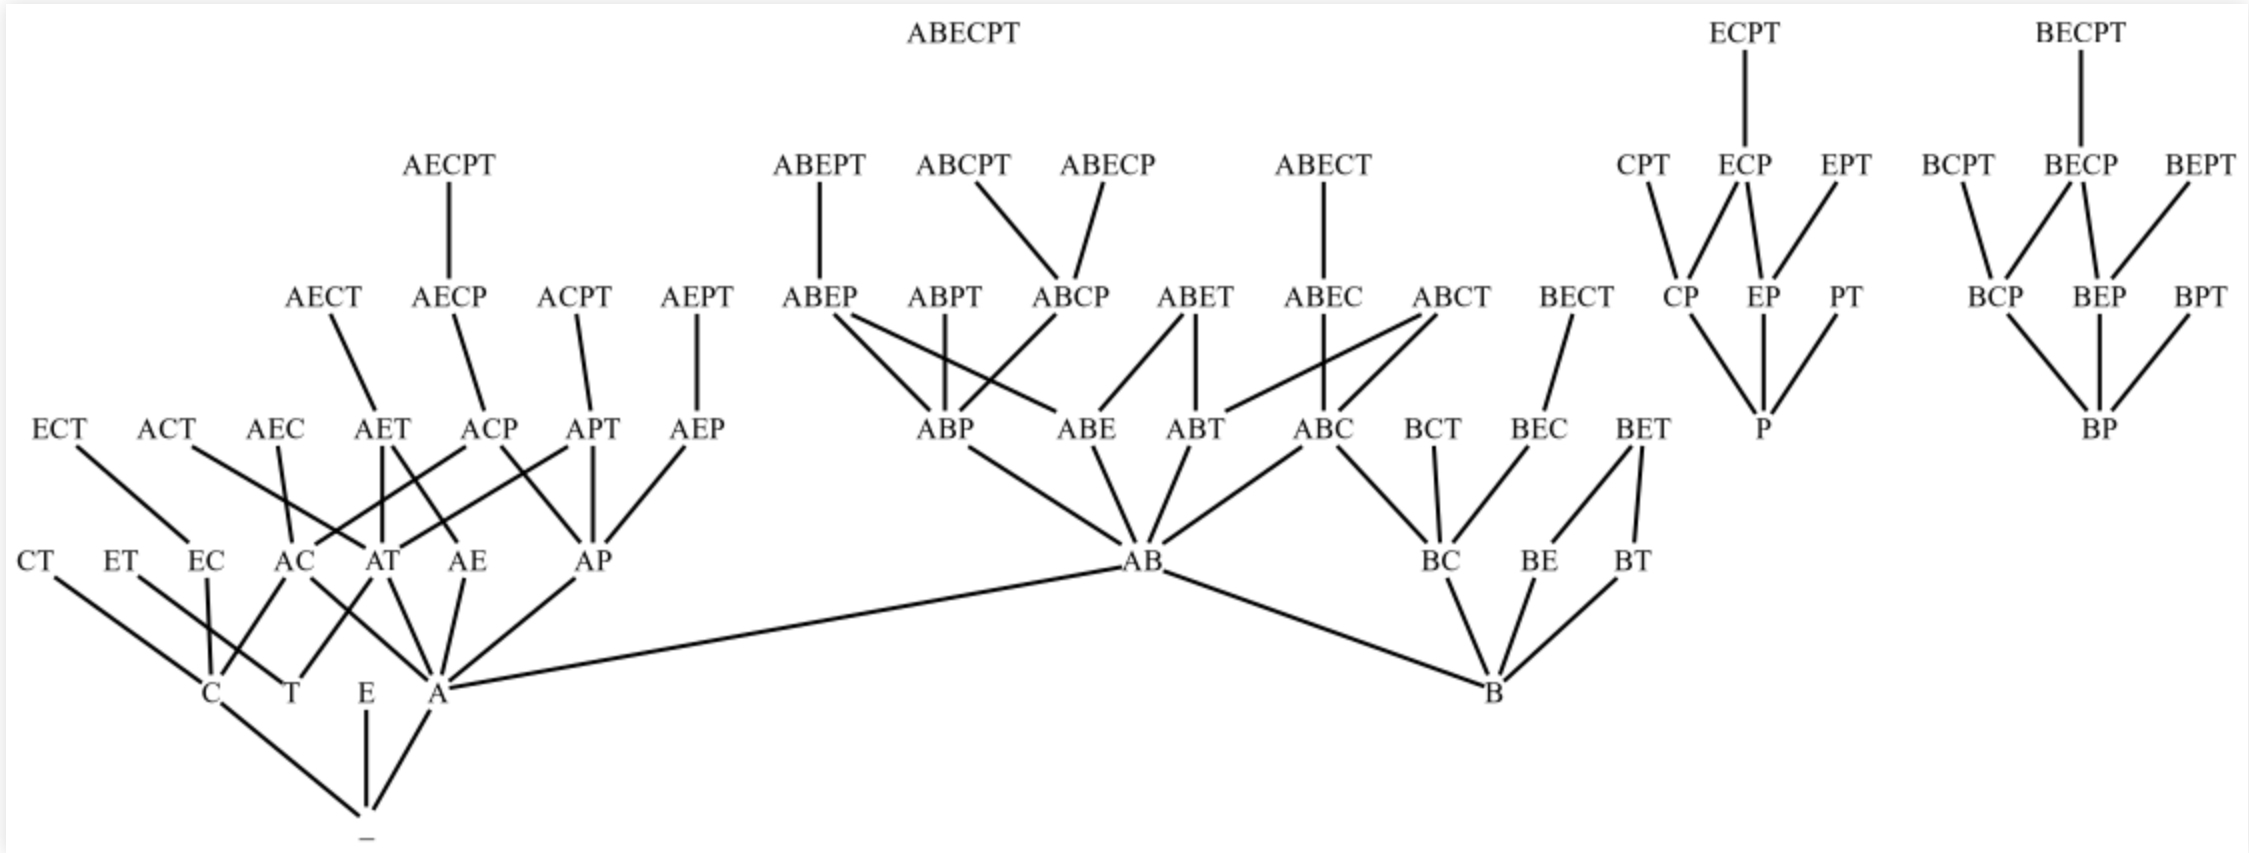 ABECPT ECPT BECPT
AECPT ABEPT ABCPT ABECP ABECT CPT ECP EPT BCPT BECP BEPT
AECT AECP ACPT AEPT ABEP ABPT ABCP ABET ABEC ABCT BECT CP EP PT BCP BEP BPT
ECT ACT AEC AET ACP APT AEP ABP ABE ABT ABC BCT BEC BET P BP
CT ET EC AC AT AE AP AB BC BE BT
C T E A B
–